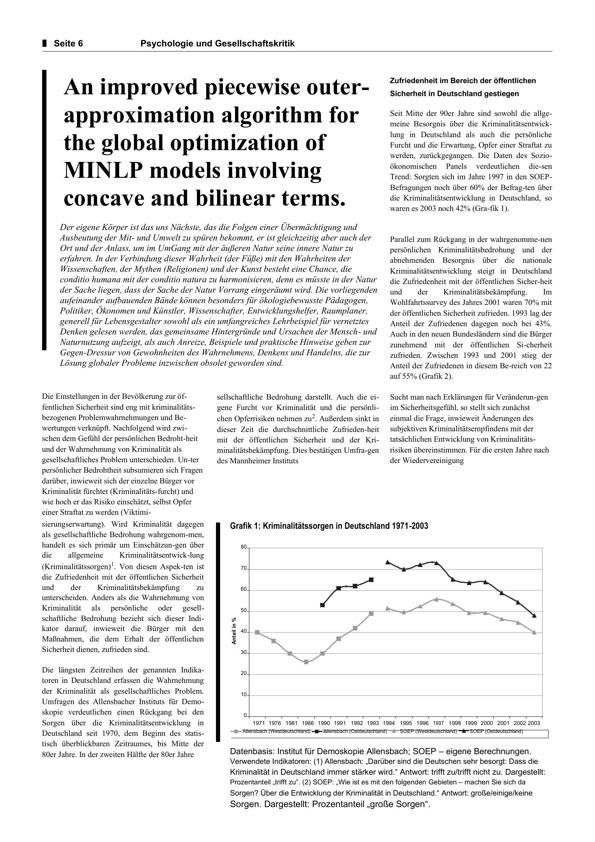 Seite 6
Psychologie und Gesellschaftskritik
An improved piecewise outer-
approximation algorithm for
the global optimization of
MINLP models involving
concave and bilinear terms.
Der eigene Körper ist das uns Nächste, das die Folgen einer Übermächtigung und
Ausbeutung der Mit- und Umwelt zu spüren bekommt, er ist gleichzeitig aber auch der
Ort und der Anlass, um im UmGang mit der äußeren Natur seine innere Natur zu
erfahren. In der Verbindung dieser Wahrheit (der Füße) mit den Wahrheiten der
Wissenschaften, der Mythen (Religionen) und der Kunst besteht eine Chance, die
conditio humana mit der conditio natura zu harmonisieren, denn es müsste in der Natur
der Sache liegen, dass der Sache der Natur Vorrang eingeräumt wird. Die vorliegenden
aufeinander aufbauenden Bände können besonders für ökologiebewusste Pädagogen,
Politiker, Ökonomen und Künstler, Wissenschafter, Entwicklungshelfer, Raumplaner,
generell für Lebensgestalter sowohl als ein umfangreiches Lehrbeispiel für vernetztes
Denken gelesen werden, das gemeinsame Hintergründe und Ursachen der Mensch- und
Naturnutzung aufzeigt, als auch Anreize, Beispiele und praktische Hinweise geben zur
Gegen-Dressur von Gewohnheiten des Wahrnehmens, Denkens und Handelns, die zur
Lösung globaler Probleme inzwischen obsolet geworden sind.
Zufriedenheit im Bereich der öffentlichen
Sicherheit in Deutschland gestiegen
Seit Mitte der 90er Jahre sind sowohl die allge-
meine Besorgnis über die Kriminalitätsentwick-
lung in Deutschland als auch die persönliche
Furcht und die Erwartung, Opfer einer Straftat zu
werden, zurückgegangen. Die Daten des Sozio-
ökonomischen Panels verdeutlichen die-sen
Trend: Sorgten sich im Jahre 1997 in den SOEP-
Befragungen noch über 60% der Befrag-ten über
die Kriminalitätsentwicklung in Deutschland, so
waren es 2003 noch 42% (Gra-fik 1).
Parallel zum Rückgang in der wahrgenomme-nen
persönlichen Kriminalitätsbedrohung und der
abnehmenden Besorgnis über die nationale
Kriminalitätsentwicklung steigt in Deutschland
die Zufriedenheit mit der öffentlichen Sicher-heit
und der Kriminalitätsbekämpfung. Im
Wohlfahrtssurvey des Jahres 2001 waren 70% mit
der öffentlichen Sicherheit zufrieden. 1993 lag der
Anteil der Zufriedenen dagegen noch bei 43%.
Auch in den neuen Bundesländern sind die Bürger
zunehmend mit der öffentlichen Si-cherheit
zufrieden. Zwischen 1993 und 2001 stieg der
Anteil der Zufriedenen in diesem Be-reich von 22
auf 55% (Grafik 2).
Die Einstellungen in der Bevölkerung zur öf-
fentlichen Sicherheit sind eng mit kriminalitäts-
bezogenen Problemwahrnehmungen und Be-
wertungen verknüpft. Nachfolgend wird zwi-
schen dem Gefühl der persönlichen Bedroht-heit
und der Wahrnehmung von Kriminalität als
gesellschaftliches Problem unterschieden. Un-ter
persönlicher Bedrohtheit subsumieren sich Fragen
darüber, inwieweit sich der einzelne Bürger vor
Kriminalität fürchtet (Kriminalitäts-furcht) und
wie hoch er das Risiko einschätzt, selbst Opfer
einer Straftat zu werden (Viktimi-
sierungserwartung). Wird Kriminalität dagegen
als gesellschaftliche Bedrohung wahrgenom-men,
handelt es sich primär um Einschätzun-gen über
die allgemeine Kriminalitätsentwick-lung
(Kriminalitätssorgen)1. Von diesen Aspek-ten ist
die Zufriedenheit mit der öffentlichen Sicherheit
und der Kriminalitätsbekämpfung zu
unterscheiden. Anders als die Wahrnehmung von
Kriminalität als persönliche oder gesell-
schaftliche Bedrohung bezieht sich dieser Indi-
kator darauf, inwieweit die Bürger mit den
Maßnahmen, die dem Erhalt der öffentlichen
Sicherheit dienen, zufrieden sind.
Die längsten Zeitreihen der genannten Indika-
toren in Deutschland erfassen die Wahrnehmung
der Kriminalität als gesellschaftliches Problem.
Umfragen des Allensbacher Instituts für Demo-
skopie verdeutlichen einen Rückgang bei den
Sorgen über die Kriminalitätsentwicklung in
Deutschland seit 1970, dem Beginn des statis-
tisch überblickbaren Zeitraumes, bis Mitte der
80er Jahre. In der zweiten Hälfte der 80er Jahre
sellschaftliche Bedrohung darstellt. Auch die ei-
gene Furcht vor Kriminalität und die persönli-
chen Opferrisiken nehmen zu2. Außerdem sinkt in
dieser Zeit die durchschnittliche Zufrieden-heit
mit der öffentlichen Sicherheit und der Kri-
minalitätsbekämpfung. Dies bestätigen Umfra-gen
des Mannheimer Instituts
Sucht man nach Erklärungen für Veränderun-gen
im Sicherheitsgefühl, so stellt sich zunächst
einmal die Frage, inwieweit Änderungen des
subjektiven Kriminalitätsempfindens mit der
tatsächlichen Entwicklung von Kriminalitäts-
risiken übereinstimmen. Für die ersten Jahre nach
der Wiedervereinigung
Grafik 1: Kriminalitätssorgen in Deutschland 1971-2003
Anteil in %
80
70
60
50
40
30
20
10
0
1971 1976 1981 1986 1990 1991 1992 1993 1994 1995 1996 1997 1998 1999 2000 2001 2002 2003
Allensbach (Westdeutschland) Allensbach (Ostdeutschland) SOEP (Westdeutschland) SOEP (Ostdeutschland)
Datenbasis: Institut für Demoskopie Allensbach; SOEP – eigene Berechnungen.
Verwendete Indikatoren: (1) Allensbach: „Darüber sind die Deutschen sehr besorgt: Dass die
Kriminalität in Deutschland immer stärker wird.“ Antwort: trifft zu/trifft nicht zu. Dargestellt:
Prozentanteil „trifft zu“. (2) SOEP: „Wie ist es mit den folgenden Gebieten – machen Sie sich da
Sorgen? Über die Entwicklung der Kriminalität in Deutschland.“ Antwort: große/einige/keine
Sorgen. Dargestellt: Prozentanteil „große Sorgen“.